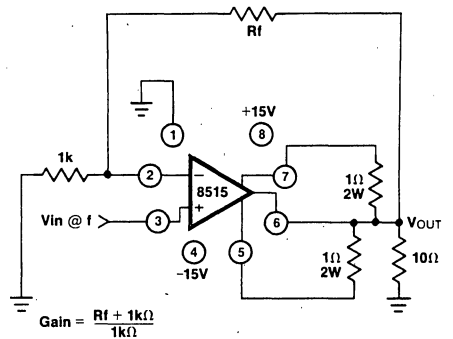 Rf
+15V
1
8
1k
2
−
7
1Ω
2W
8515
Vin @ f
3
+
6
VOUT
4
−15V
5
1Ω
2W
10Ω
Gain = Rf + 1kΩ
1kΩ